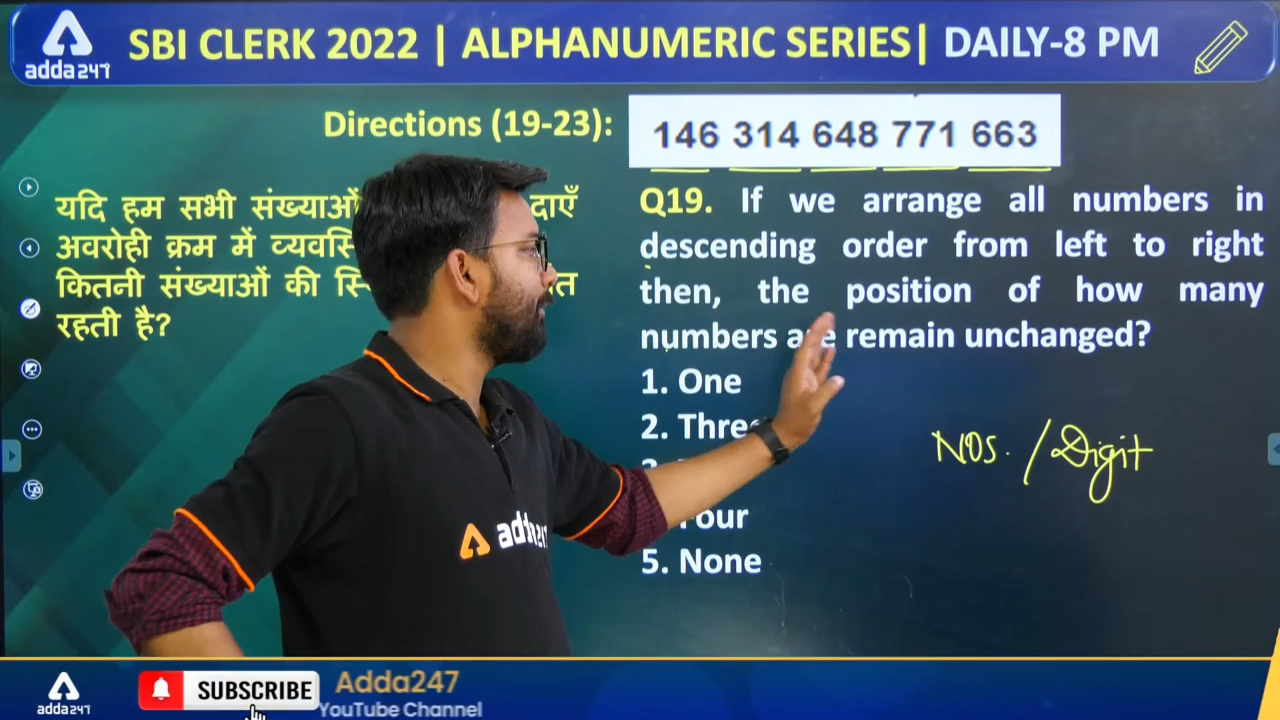 adda247
SBI CLERK 2022 | ALPHANUMERIC SERIES| DAILY-8 PM
Directions (19-23):
146 314 648 771 663
यदि हम सभी संख्याओं दाएँ
अवरोही क्रम में
कितनी संख्याओं की
रहती है?
Q19. If we arrange all numbers in
descending order from left to right
then, the position of how many
numbers are remain unchanged?
1. One
2. Three
Four
5. None
NOS. / Digit
adda247
adda247
SUBSCRIBE
Adda247
YouTube Channel